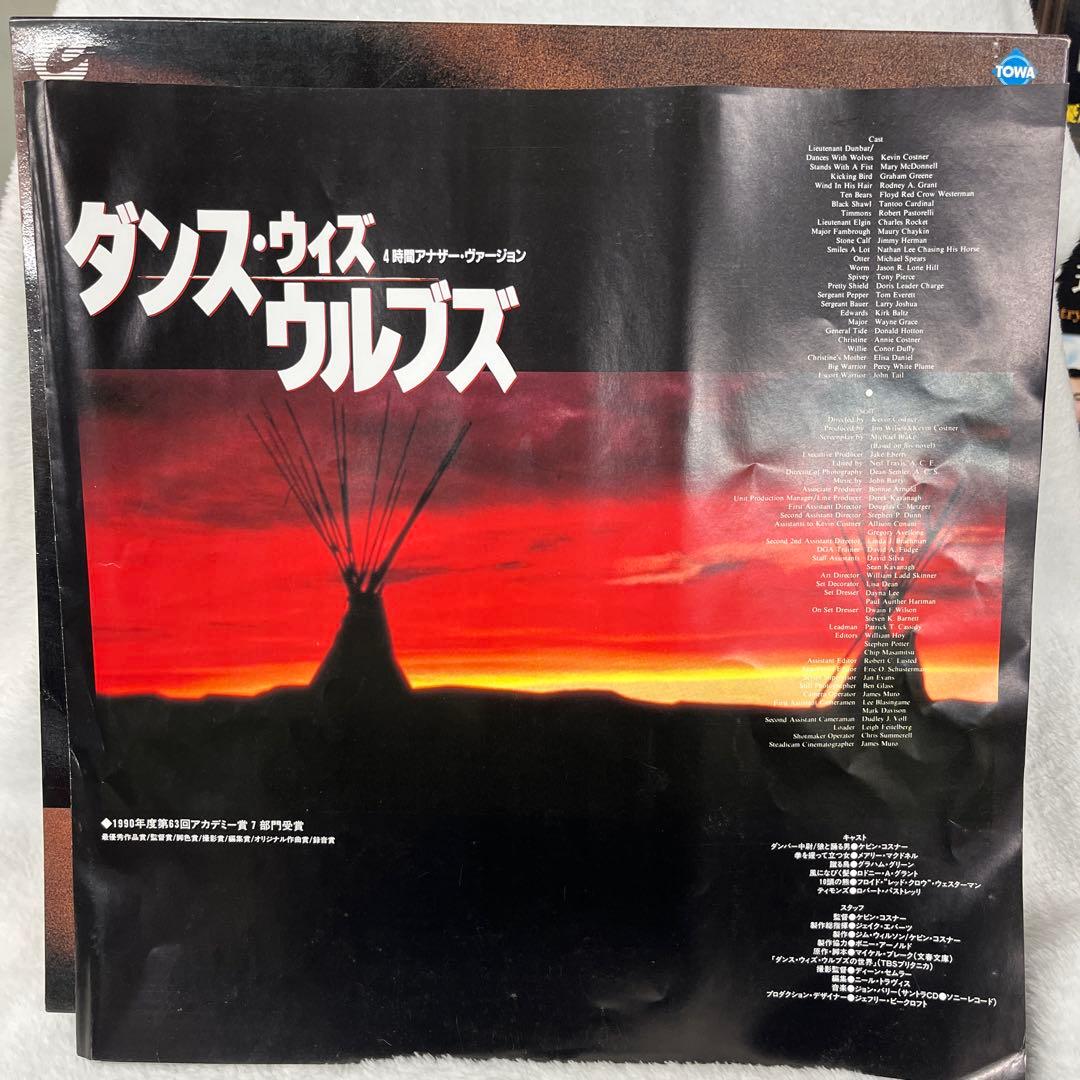 TOWA
ダンス・ウィズ
ウルブズ
4時間アナザー・ヴァージョン
Cast
Lieutenant Dunbar/
Dances With Wolves Kevin Costner
Stands With A Fist Mary McDonnell
Kicking Bird Graham Greene
Wind In His Hair Rodney A. Grant
Ten Bears Floyd Red Crow Westerman
Black Shawl Tantoo Cardinal
Timmons Robert Pastorelli
Lieutenant Elgin Charles Rocket
Major Fambrough Maury Chaykin
Stone Calf Jimmy Herman
Smiles A Lot Nathan Lee Chasing His Horse
Otter Michael Spears
Worm Jason R. Lone Hill
Spivey Tony Pierce
Pretty Shield Doris Leader Charge
Sergeant Pepper Tom Everett
Sergeant Bauer Larry Joshua
Edwards Kirk Baltz
Major Wayne Grace
General Tide Donald Hotton
Christine Annie Costner
Willie Conor Duffy
Christine's Mother Elisa Daniel
Big Warrior Percy White Plume
Escort Warrior John Tail
Staff
Directed by Kevin Costner
Produced by Jim Wilson&Kevin Costner
Screenplay by Michael Blake
(Based on his novel)
Executive Producer Jake Eberts
Edited by Neil Travis, A. C. E.
Director of Photography Dean Semler, A. C. S.
Music by John Barry
Associate Producer Bonnie Arnold
Unit Production Manager/Line Producer Derek Kavanagh
First Assistant Director Douglas C. Metzger
Second Assistant Director Stephen P. Dunn
Assistants to Kevin Costner Allison Conant
Gregory Avellone
Second 2nd Assistant Director Linda J. Brachman
DGA Trainee David A. Fudge
Staff Assistants David Silva
Sean Kavanagh
Art Director William Ladd Skinner
Set Decorator Lisa Dean
Set Dresser Dayna Lee
Paul Aurther Hartman
On Set Dresser Dwain E Wilson
Steven K. Barnett
Leadman Patrick T. Cassidy
Editors William Hoy
Stephen Potter
Chip Masamitsu
Assistant Editor Robert C. Lusted
Editor Eric O. Schusterman
Script Supervisor Jan Evans
Still Photographer Ben Glass
Camera Operator James Muro
First Assistant Cameramen Lee Blasingame
Mark Davison
Second Assistant Cameraman Dudley J. Voll
Loader Leigh Feitelberg
Shotmaker Operator Chris Summerell
Steadicam Cinematographer James Muro
◆1990年度第63回アカデミー賞7部門受賞
最優秀作品賞/監督賞/脚色賞/撮影賞/編集賞/オリジナル作曲賞/録音賞
キャスト
ダンバー中尉/狼と踊る男●ケビン・コスナー
拳を握って立つ女●メアリー・マクドネル
蹴る鳥●グラハム・グリーン
風になびく髪●ロドニー・A・グラント
10頭の熊●フロイド"レッド・クロウ"・ウェスターマン
ティモンズ●ロバート・パストレッリ
スタッフ
監督●ケビン・コスナー
製作総指揮●ジェイク・エバーツ
製作●ジム・ウィルソン/ケビン・コスナー
製作協力●ボニー・アーノルド
原作・脚本●マイケル・ブレーク(文春文庫)
「ダンス・ウィズ・ウルブズの世界」(TBSブリタニカ)
撮影監督●ディーン・セムラー
編集●ニール・トラヴィス
音楽●ジョン・バリー(サントラCD●ソニーレコード)
プロダクション・デザイナー●ジェフリー・ビークロフト